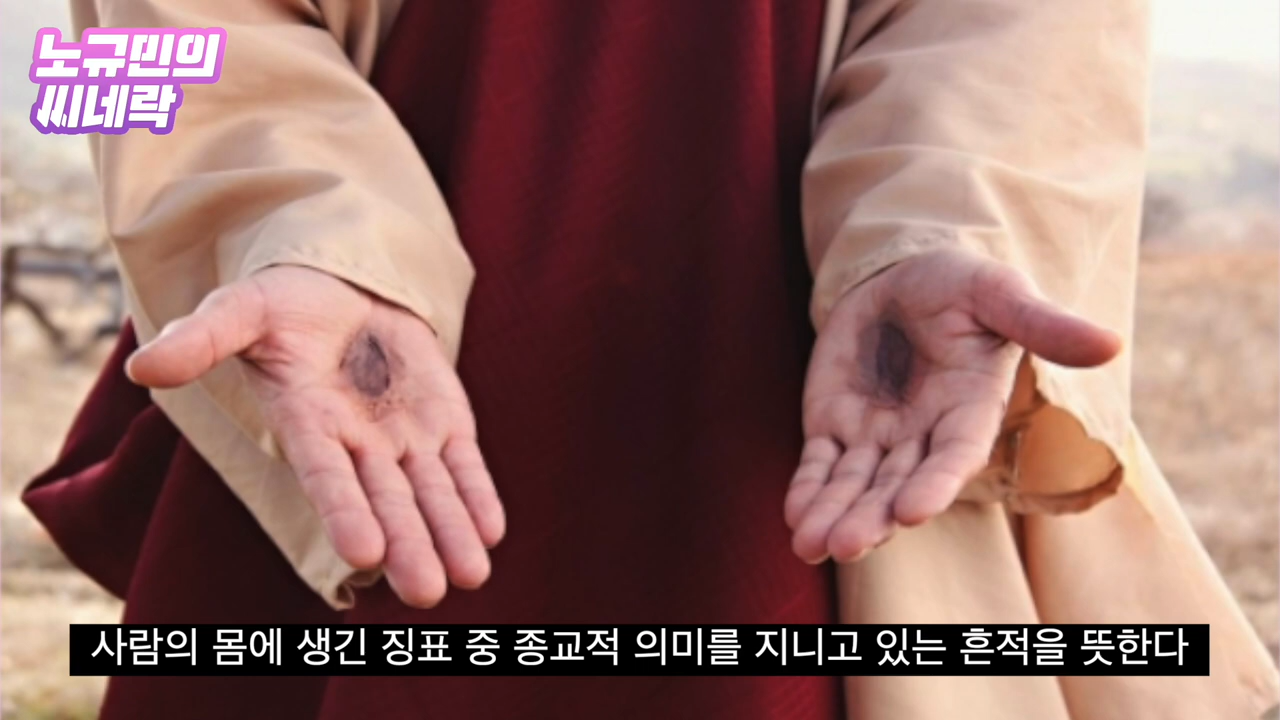 노규민의
씨네락
사람의 몸에 생긴 징표 중 종교적 의미를 지니고 있는 흔적을 뜻한다